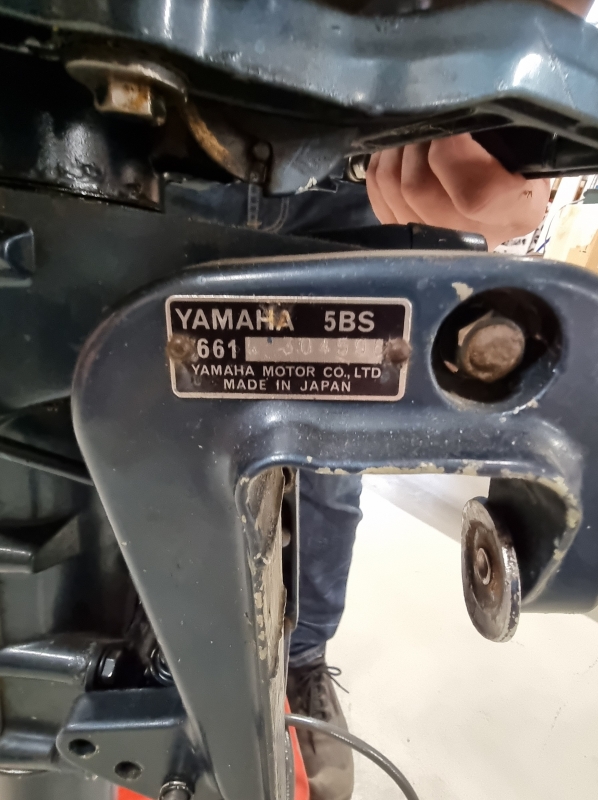 YAMAHA 5BS
661
YAMAHA MOTOR CO., LTD
MADE IN JAPAN